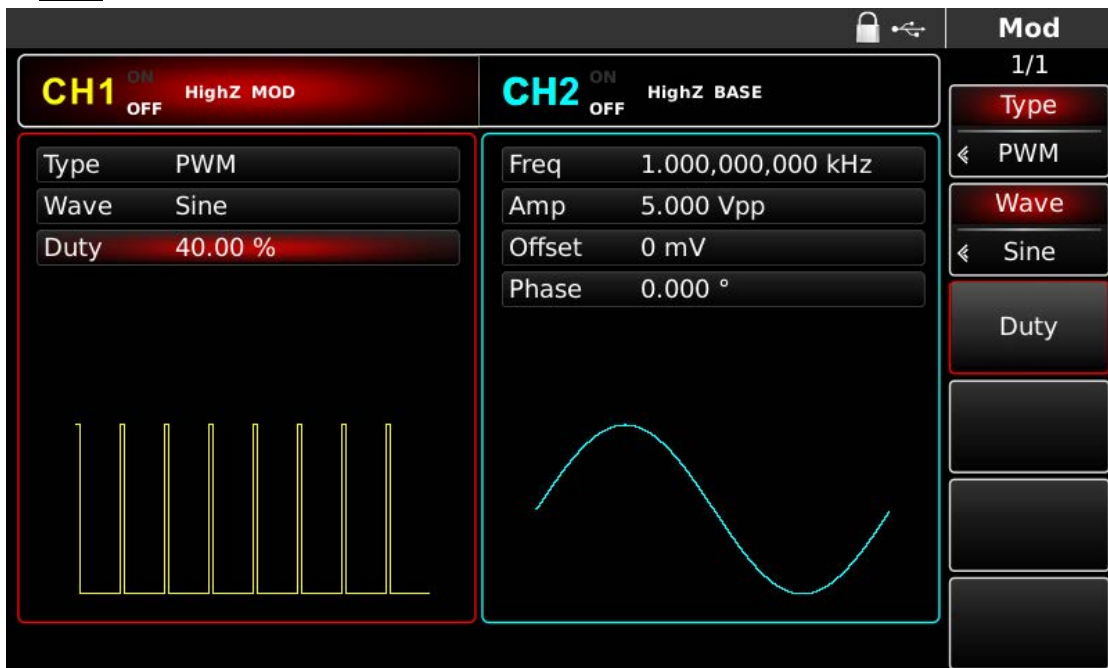 Mod
1/1
CH1 ON OFF HighZ MOD
CH2 ON OFF HighZ BASE
Type PWM
Wave Sine
Duty 40.00 %
Freq 1.000,000,000 kHz
Amp 5.000 Vpp
Offset 0 mV
Phase 0.000 °
Type
PWM
Wave
Sine
Duty